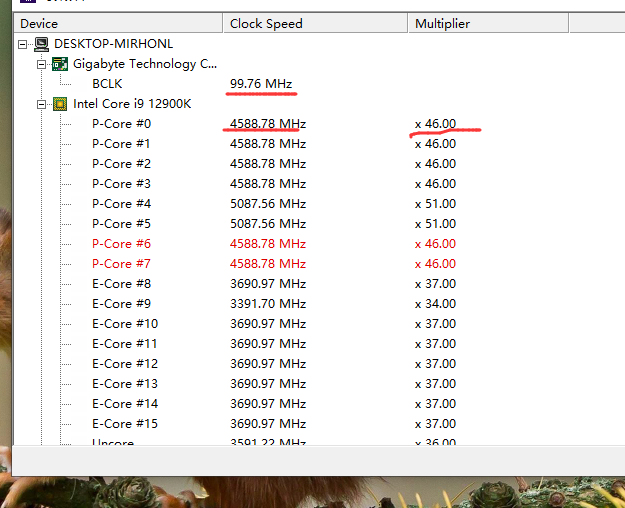 Device Clock Speed Multiplier
DESKTOP-MIRHONL
Gigabyte Technology C...
BCLK 99.76 MHz
Intel Core i9 12900K
P-Core #0 4588.78 MHz x 46.00
P-Core #1 4588.78 MHz x 46.00
P-Core #2 4588.78 MHz x 46.00
P-Core #3 4588.78 MHz x 46.00
P-Core #4 5087.56 MHz x 51.00
P-Core #5 5087.56 MHz x 51.00
P-Core #6 4588.78 MHz x 46.00
P-Core #7 4588.78 MHz x 46.00
E-Core #8 3690.97 MHz x 37.00
E-Core #9 3391.70 MHz x 34.00
E-Core #10 3690.97 MHz x 37.00
E-Core #11 3690.97 MHz x 37.00
E-Core #12 3690.97 MHz x 37.00
E-Core #13 3690.97 MHz x 37.00
E-Core #14 3690.97 MHz x 37.00
E-Core #15 3690.97 MHz x 37.00
Uncore 3591.22 MHz x 36.00